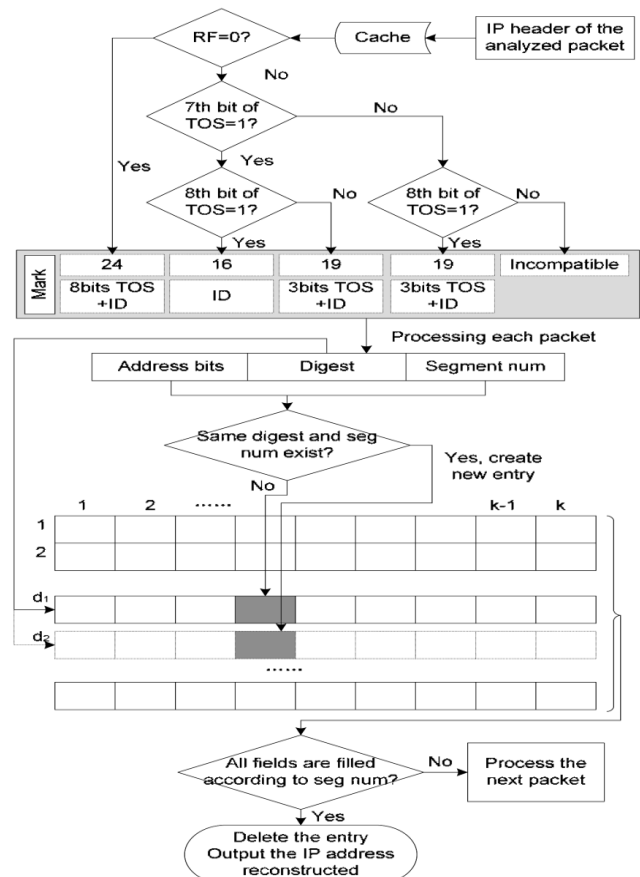 RF=0?
Cache
IP header of the
analyzed packet
No
7th bit of
TOS=1?
No
Yes
Yes
8th bit of
TOS=1?
No
8th bit of
TOS=1?
No
Yes
Yes
Mark
24
16
19
19
Incompatible
8bits TOS
+ID
ID
3bits TOS
+ID
3bits TOS
+ID
Processing each packet
Address bits
Digest
Segment num
Same digest and seg
num exist?
Yes, create
new entry
No
1
2
......
k-1
k
1
2
d1
d2
......
All fields are filled
according to seg num?
No
Process the
next packet
Yes
Delete the entry
Output the IP address
reconstructed